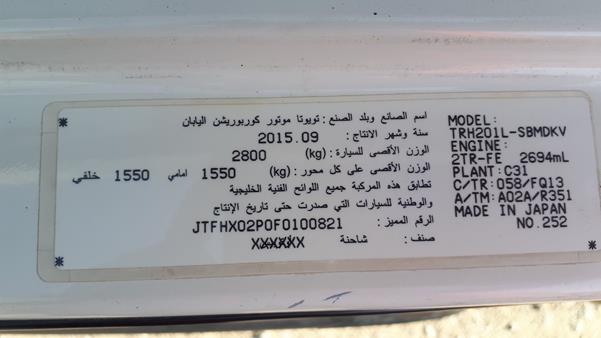 اسم الصانع وبلد الصنع : تويوتا موتور كوربوريشن اليابان
سنة وشهر الانتاج : 2015.09
الوزن الأقصى للسيارة : (kg) 2800
الوزن الأقصى على كل محور : (kg) 1550 امامي 1550 خلفي
تطابق هذه المركبة جميع اللوائح الفنية الخليجية
والوطنية للسيارات التي صدرت حتى تاريخ الإنتاج
الرقم المميز : JTFHX02P0F0100821
صنف : شاحنة XXXXXX
MODEL:
TRH201L-SBMDKV
ENGINE:
2TR-FE 2694mL
PLANT: C31
C/TR: 058/FQ13
A/TM: A02A/R351
MADE IN JAPAN
NO.252